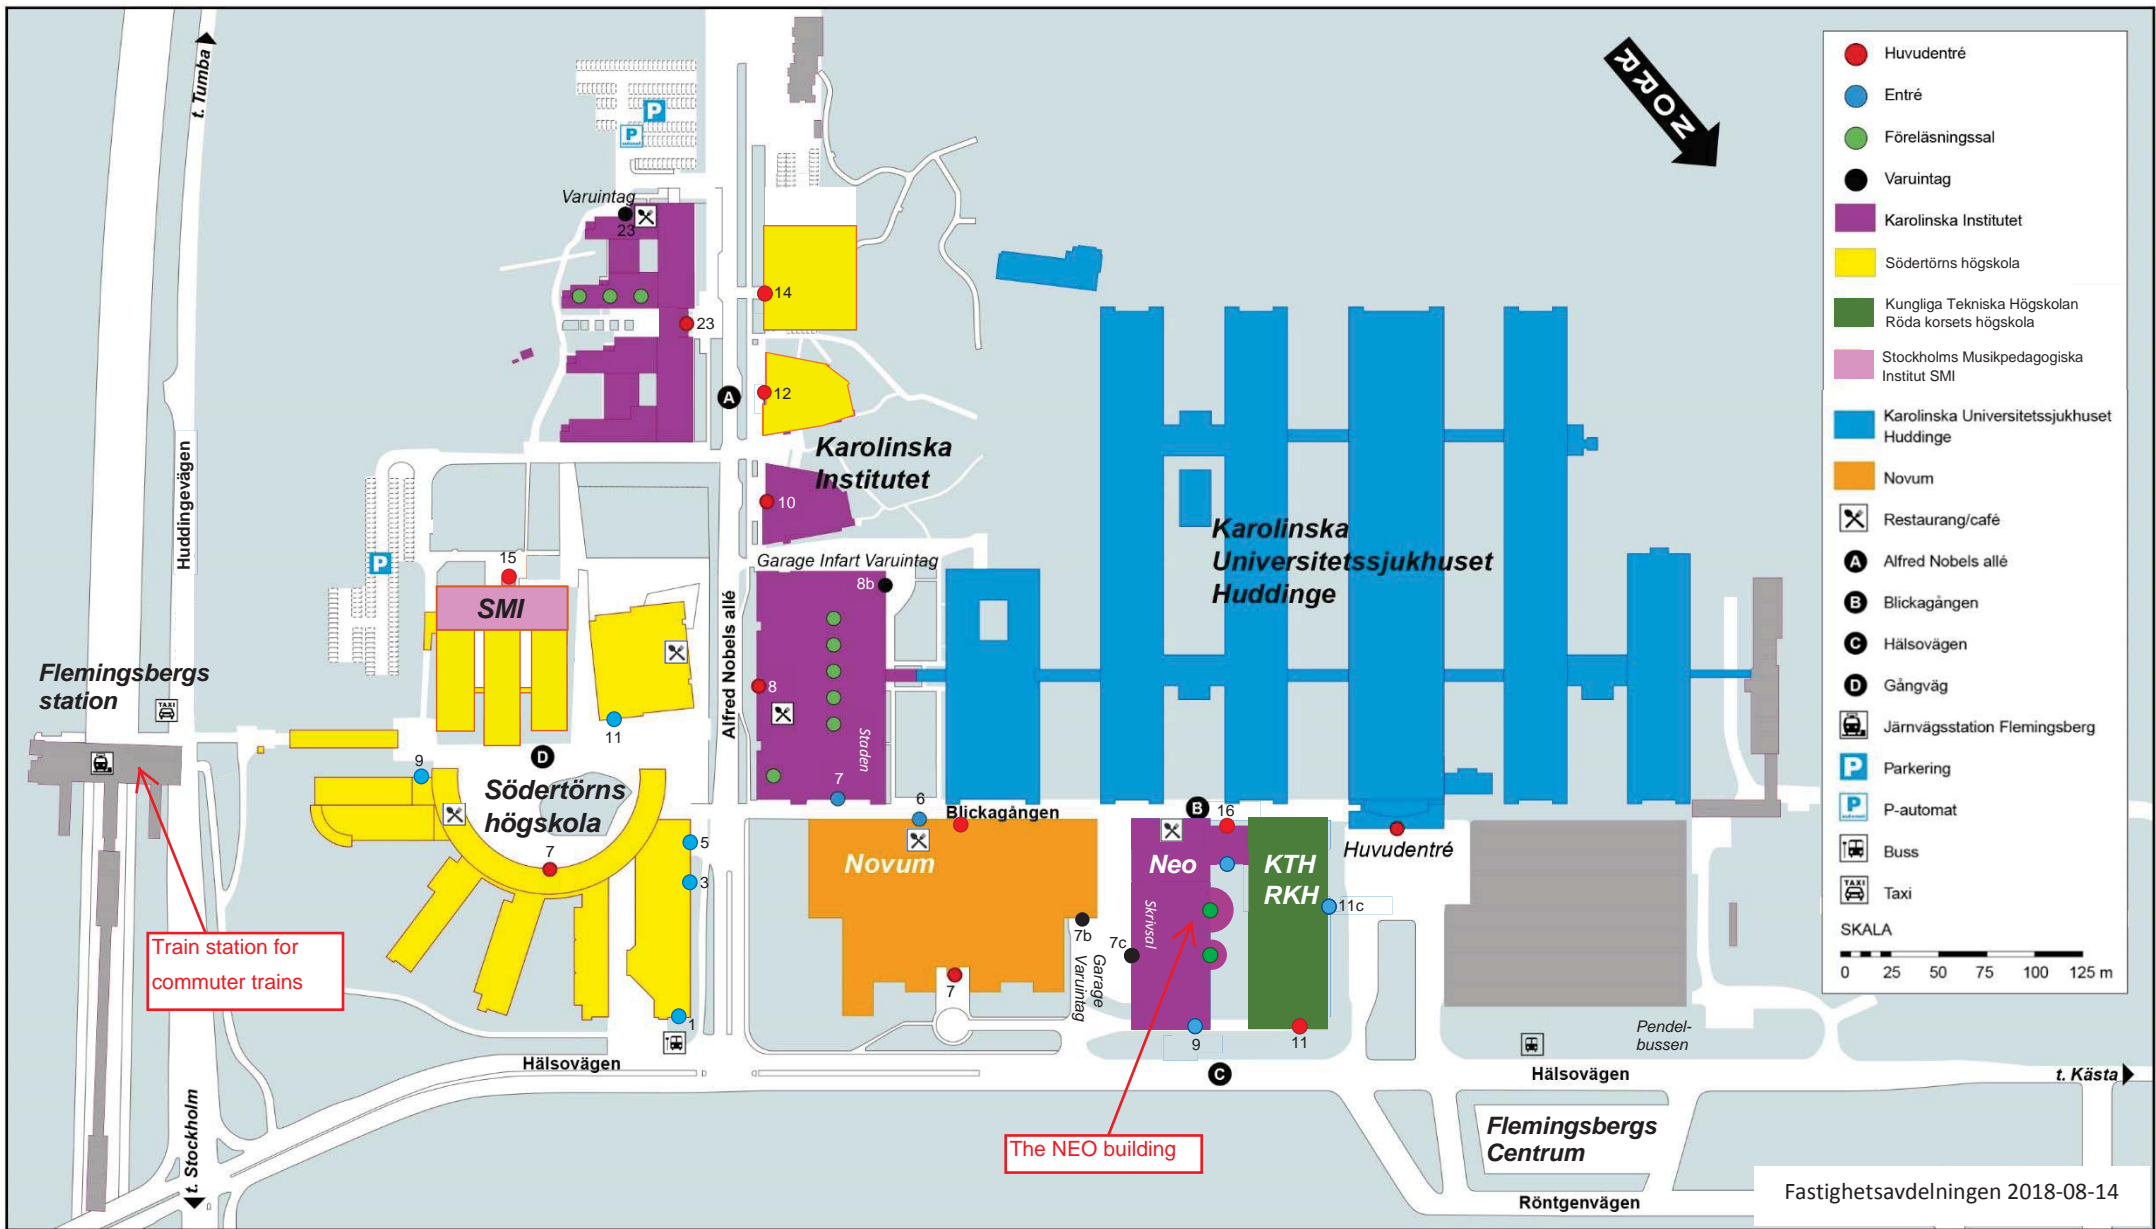 t. Tumba
NORR
Huvudentré
Entré
Föreläsningssal
Varuintag
Karolinska Institutet
Södertörns högskola
Kungliga Tekniska Högskolan
Röda korsets högskola
Stockholms Musikpedagogiska
Institut SMI
Karolinska Universitetssjukhuset
Huddinge
Novum
Restaurang/café
A
Alfred Nobels allé
B
Blickagången
C
Hälsovägen
D
Gångväg
Järnvägsstation Flemingsberg
P
Parkering
P
P-automat
Buss
TAXI
Taxi
SKALA
0 25 50 75 100 125 m
P
P
Varuintag
23
14
23
12
A
Karolinska
Institutet
10
Huddingevägen
P
15
SMI
Garage Infart Varuintag
8b
Karolinska
Universitetssjukhuset
Huddinge
Alfred Nobels allé
8
Staden
7
Flemingsbergs
station
TAXI
11
D
9
Södertörns
högskola
7
5
3
1
6
Blickagången
Novum
7
7b
Garage
Varuintag
B
16
Neo
Skrivsal
7c
KTH
RKH
11c
9
11
Huvudentré
Train station for
commuter trains
The NEO building
Hälsovägen
C
Pendel-
bussen
Hälsovägen
t. Kästa
t. Stockholm
Flemingsbergs
Centrum
Röntgenvägen
Fastighetsavdelningen 2018-08-14